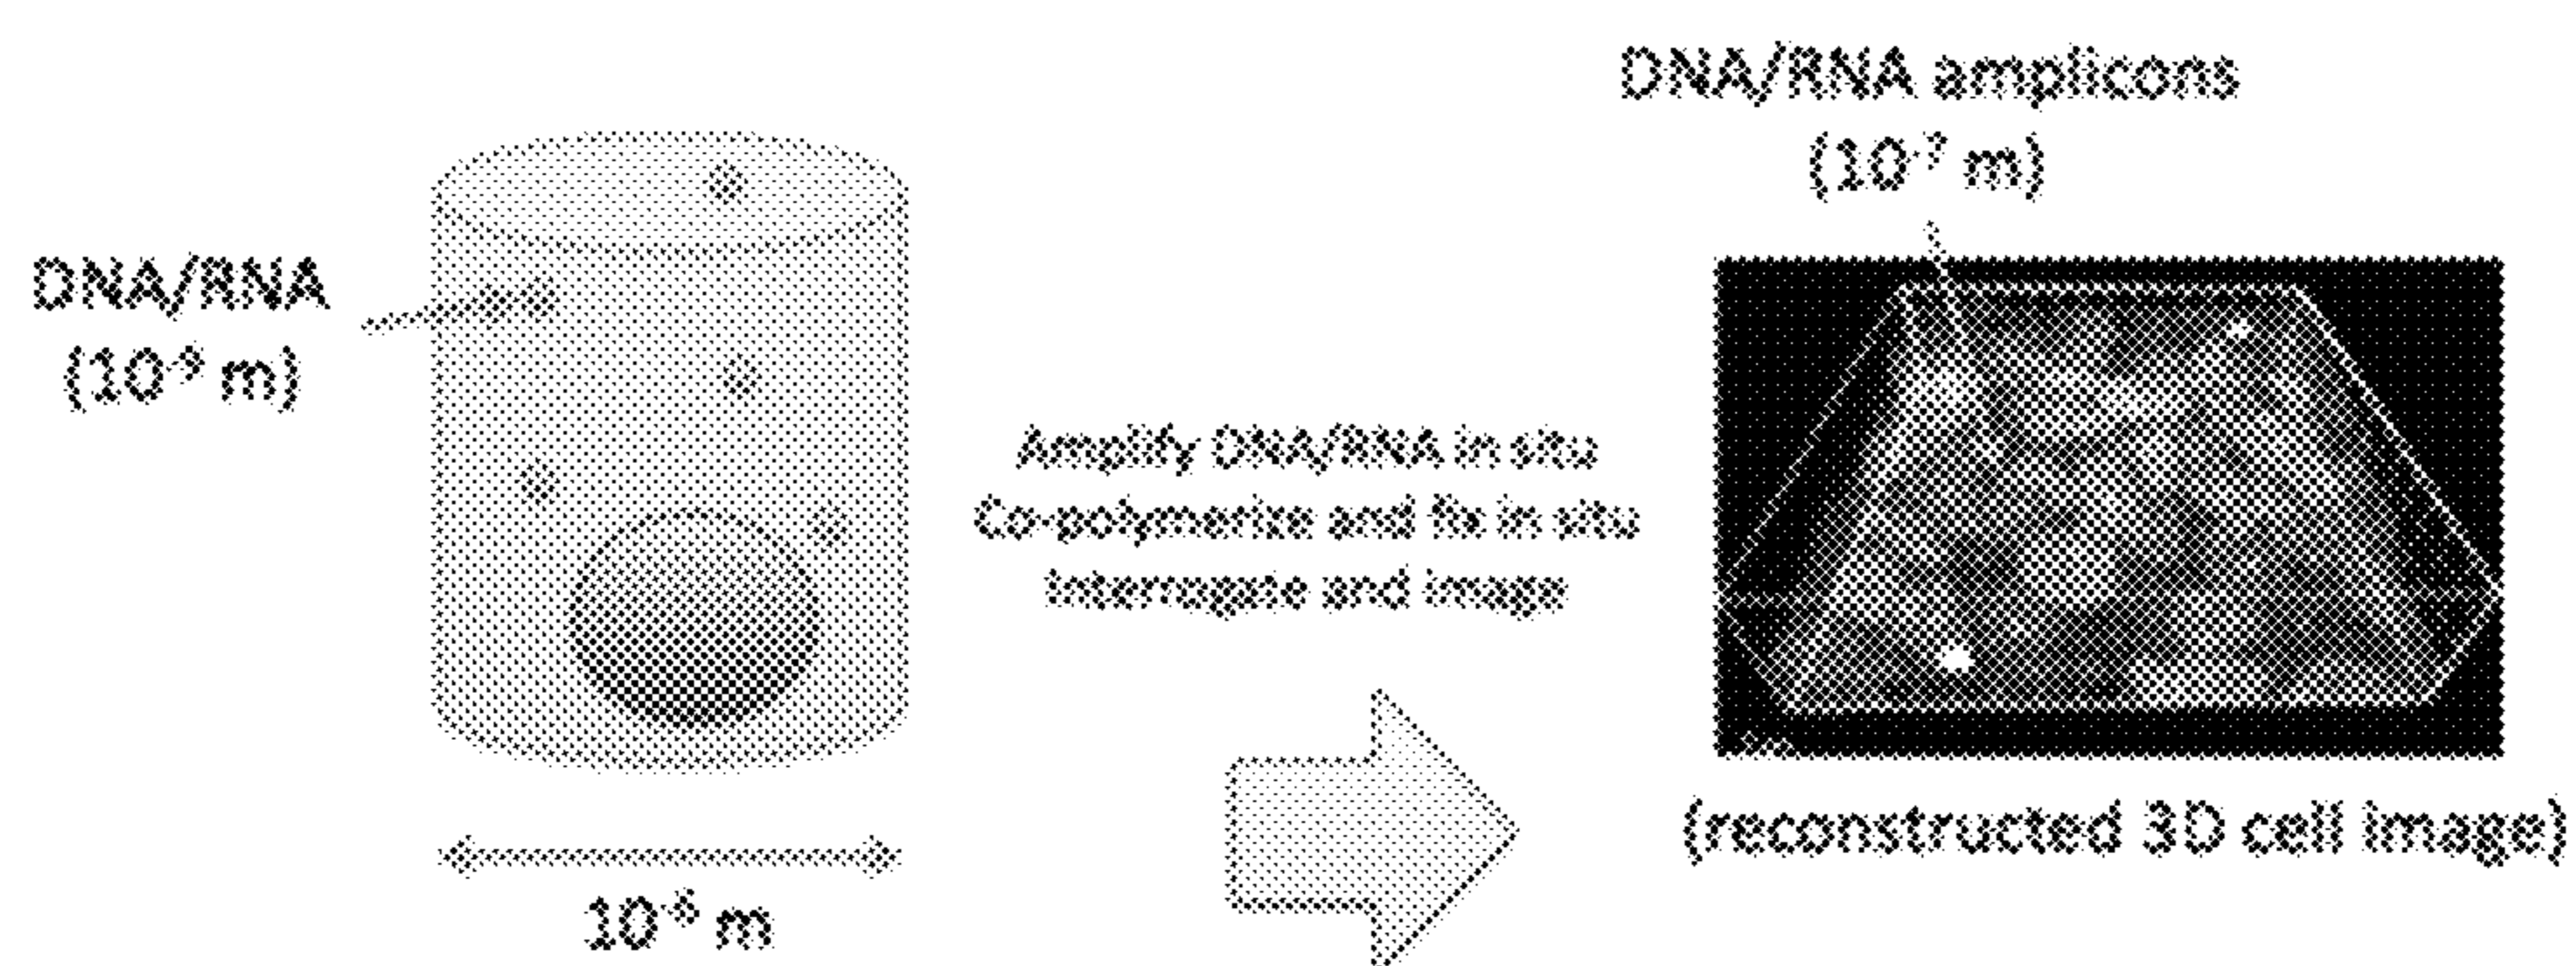 DNA/RNA
(10⁻⁹ m)
10⁻⁶ m
Amplify DNA/RNA in situ
Co-polymerize and fix in situ
Interrogate and image
DNA/RNA amplicons
(10⁻⁷ m)
(reconstructed 3D cell image)